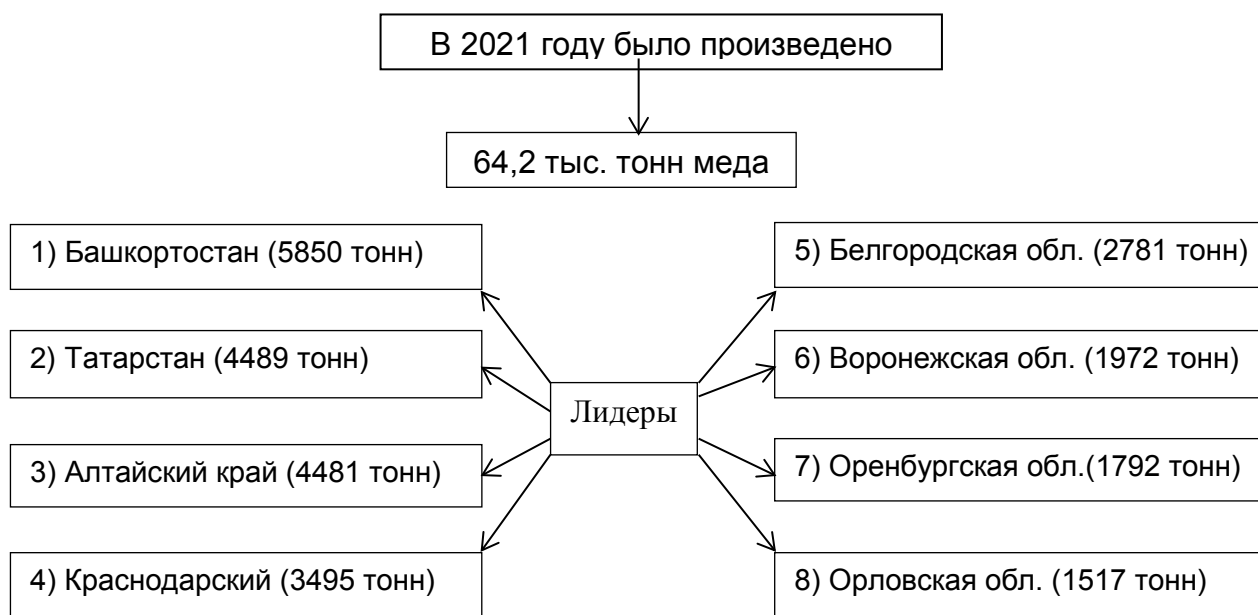 В 2021 году было произведено
64,2 тыс. тонн меда
1) Башкортостан (5850 тонн)
2) Татарстан (4489 тонн)
3) Алтайский край (4481 тонн)
4) Краснодарский (3495 тонн)
Лидеры
5) Белгородская обл. (2781 тонн)
6) Воронежская обл. (1972 тонн)
7) Оренбургская обл.(1792 тонн)
8) Орловская обл. (1517 тонн)